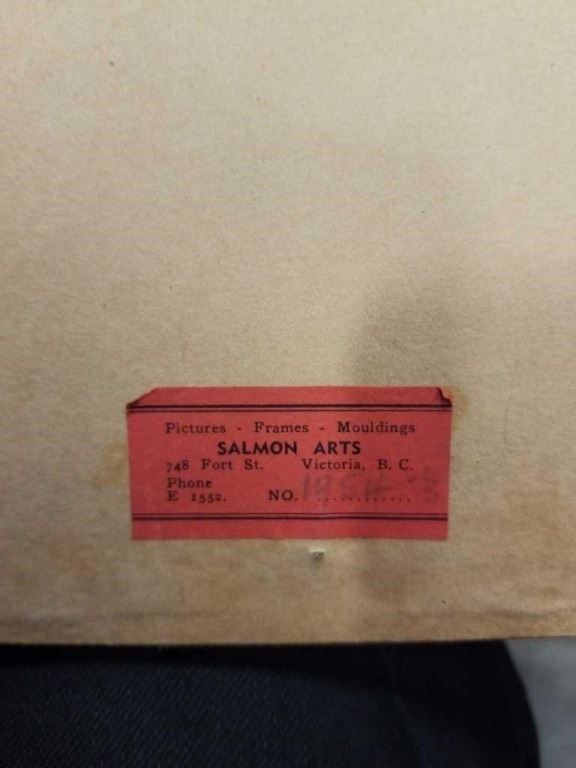 Pictures - Frames - Mouldings
SALMON ARTS
748 Fort St. Victoria, B. C.
Phone
E 1552. NO.............